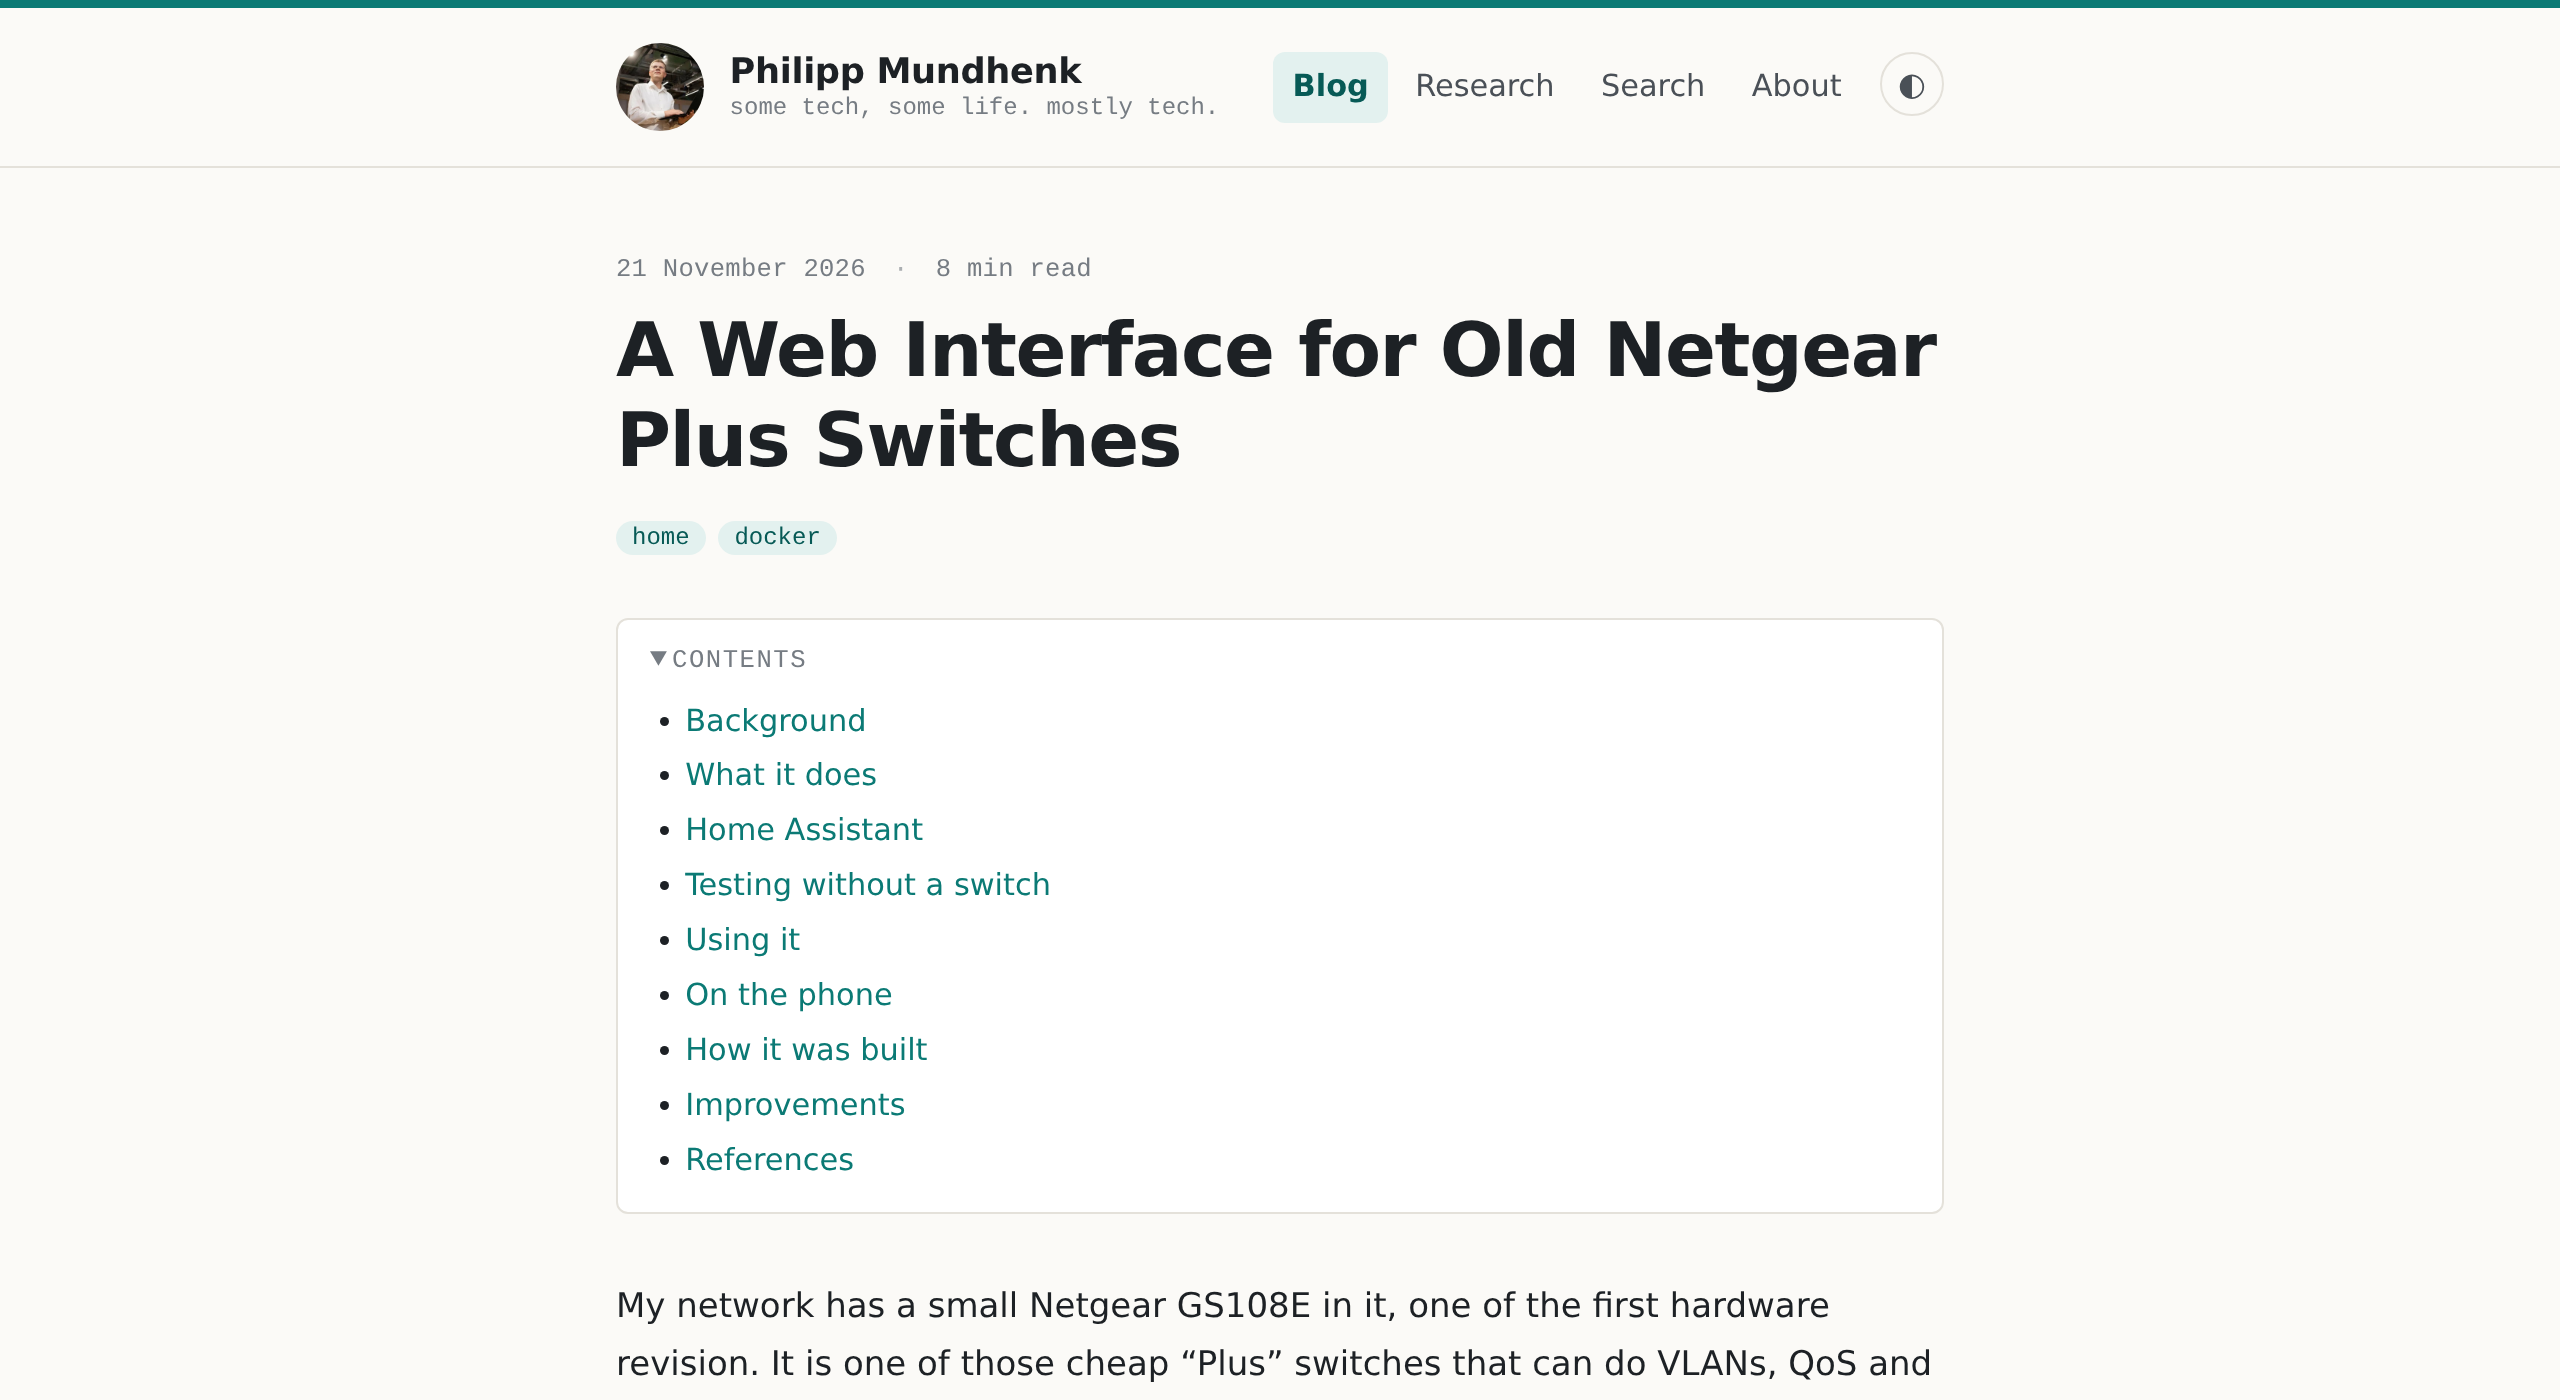 Philipp Mundhenk
some tech, some life. mostly tech.
Blog Research Search About
21 November 2026 · 8 min read
A Web Interface for Old Netgear
Plus Switches
home docker
CONTENTS
Background
What it does
Home Assistant
Testing without a switch
Using it
On the phone
How it was built
Improvements
References
My network has a small Netgear GS108E in it, one of the first hardware
revision. It is one of those cheap “Plus” switches that can do VLANs, QoS and